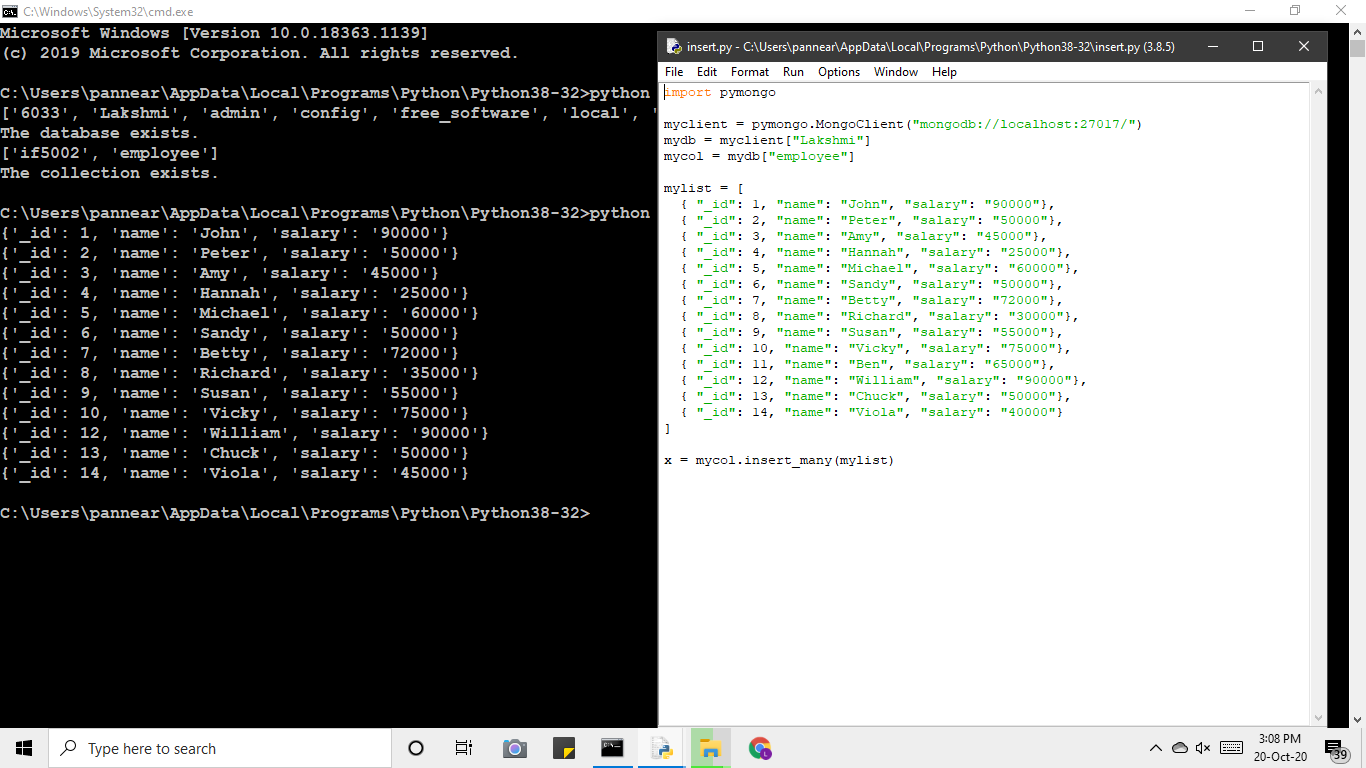 C:\Windows\System32\cmd.exe
Microsoft Windows [Version 10.0.18363.1139]
(c) 2019 Microsoft Corporation. All rights reserved.
C:\Users\pannear\AppData\Local\Programs\Python\Python38-32>python
['6033', 'Lakshmi', 'admin', 'config', 'free_software', 'local', '
The database exists.
['if5002', 'employee']
The collection exists.
C:\Users\pannear\AppData\Local\Programs\Python\Python38-32>python
{'_id': 1, 'name': 'John', 'salary': '90000'}
{'_id': 2, 'name': 'Peter', 'salary': '50000'}
{'_id': 3, 'name': 'Amy', 'salary': '45000'}
{'_id': 4, 'name': 'Hannah', 'salary': '25000'}
{'_id': 5, 'name': 'Michael', 'salary': '60000'}
{'_id': 6, 'name': 'Sandy', 'salary': '50000'}
{'_id': 7, 'name': 'Betty', 'salary': '72000'}
{'_id': 8, 'name': 'Richard', 'salary': '35000'}
{'_id': 9, 'name': 'Susan', 'salary': '55000'}
{'_id': 10, 'name': 'Vicky', 'salary': '75000'}
{'_id': 12, 'name': 'William', 'salary': '90000'}
{'_id': 13, 'name': 'Chuck', 'salary': '50000'}
{'_id': 14, 'name': 'Viola', 'salary': '45000'}
C:\Users\pannear\AppData\Local\Programs\Python\Python38-32>
insert.py - C:\Users\pannear\AppData\Local\Programs\Python\Python38-32\insert.py (3.8.5)
File Edit Format Run Options Window Help
import pymongo
myclient = pymongo.MongoClient("mongodb://localhost:27017/")
mydb = myclient["Lakshmi"]
mycol = mydb["employee"]
mylist = [
{ "_id": 1, "name": "John", "salary": "90000"},
{ "_id": 2, "name": "Peter", "salary": "50000"},
{ "_id": 3, "name": "Amy", "salary": "45000"},
{ "_id": 4, "name": "Hannah", "salary": "25000"},
{ "_id": 5, "name": "Michael", "salary": "60000"},
{ "_id": 6, "name": "Sandy", "salary": "50000"},
{ "_id": 7, "name": "Betty", "salary": "72000"},
{ "_id": 8, "name": "Richard", "salary": "30000"},
{ "_id": 9, "name": "Susan", "salary": "55000"},
{ "_id": 10, "name": "Vicky", "salary": "75000"},
{ "_id": 11, "name": "Ben", "salary": "65000"},
{ "_id": 12, "name": "William", "salary": "90000"},
{ "_id": 13, "name": "Chuck", "salary": "50000"},
{ "_id": 14, "name": "Viola", "salary": "40000"}
]
x = mycol.insert_many(mylist)
Type here to search
L
3:08 PM
20-Oct-20
39